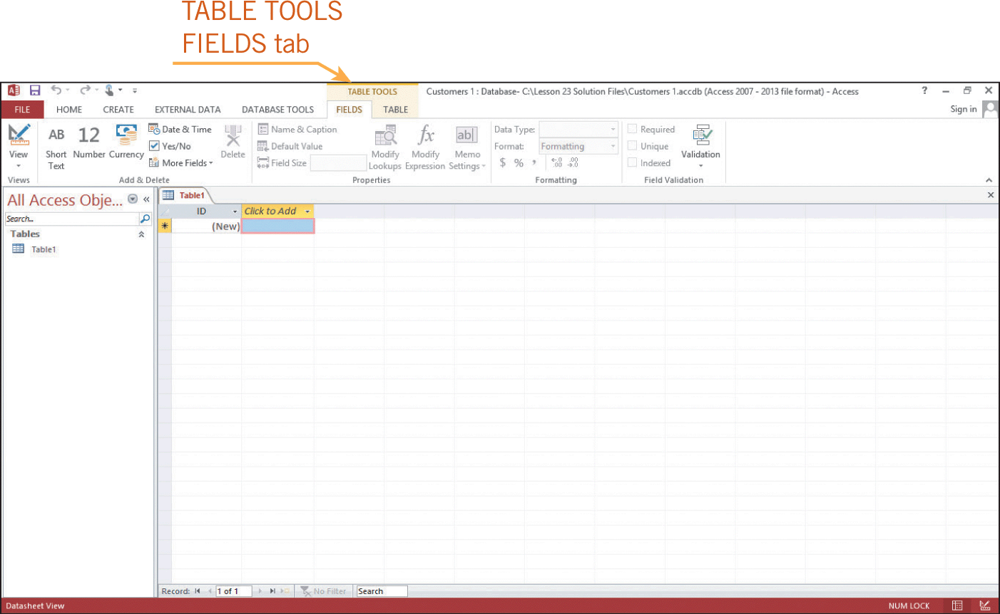 TABLE TOOLS
FIELDS tab
TABLE TOOLS
Customers 1 : Database- C:\Lesson 23 Solution Files\Customers 1.accdb (Access 2007 - 2013 file format) - Access
?
FILE HOME CREATE EXTERNAL DATA DATABASE TOOLS FIELDS TABLE
Sign in
View
Views
AB
Short
Text
12
Number
Currency
Date & Time
Yes/No
More Fields
Delete
Add & Delete
Name & Caption
Default Value
Field Size
Modify
Lookups
fx
Modify
Expression
ab|
Memo
Settings
Properties
Data Type:
Format: Formatting
$ % , ←.0 .00 .00 →.0
Formatting
Required
Unique
Indexed
Validation
Field Validation
All Access Obje... «
Search...
Tables
Table1
Table1
ID Click to Add
(New)
Record: 1 of 1 No Filter Search
Datasheet View
NUM LOCK